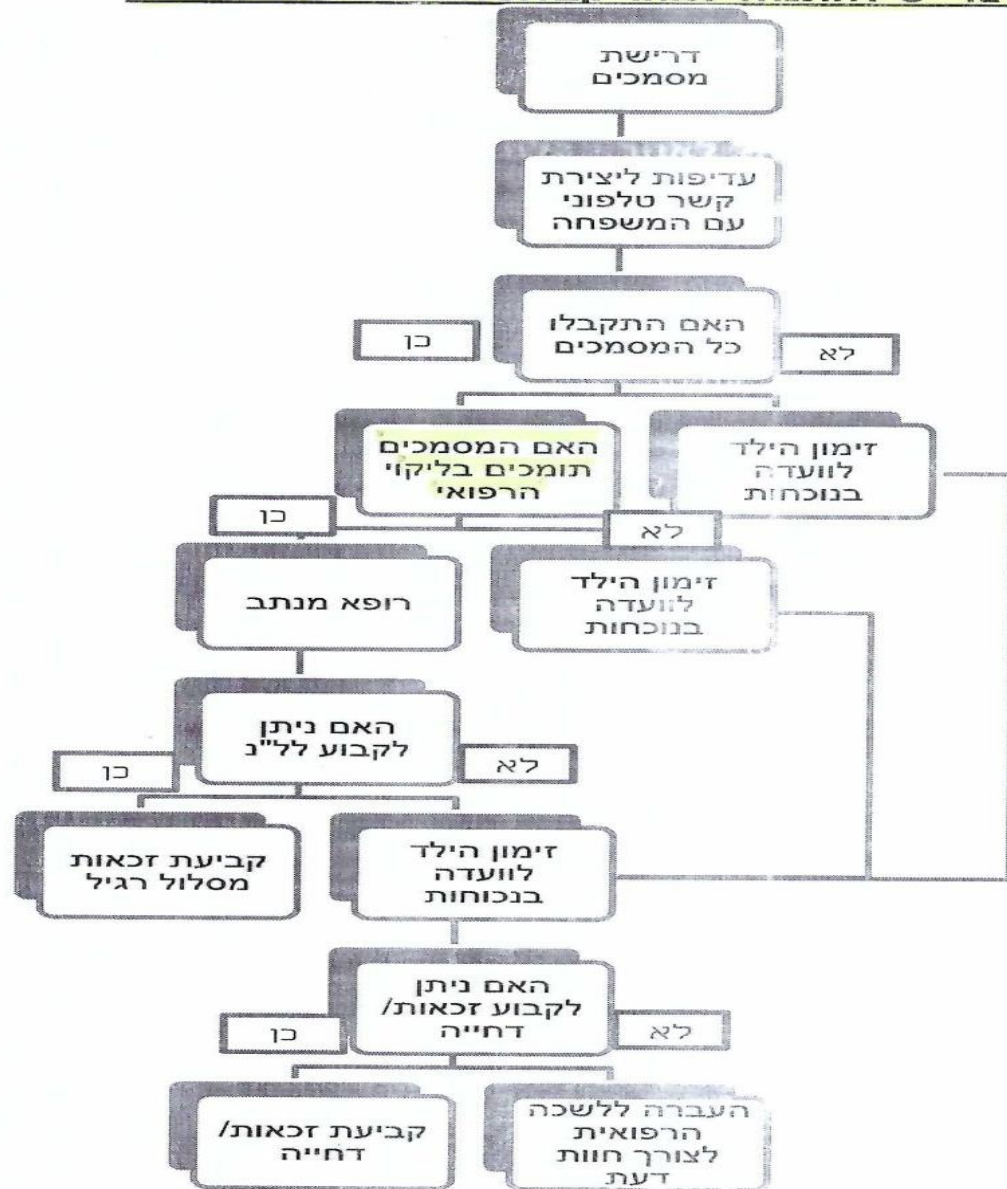 דרישת
מסמכים
עדיפות ליצירת
קשר טלפוני
עם המשפחה
האם התקבלו
כל המסמכים
כן
לא
האם המסמכים
תומכים בליקוי
הרפואי
זימון הילד
לוועדה
בנוכחות
כן
לא
רופא מנתב
זימון הילד
לוועדה
בנוכחות
האם ניתן
לקבוע לל"נ
כן
לא
קביעת זכאות
מסלול רגיל
זימון הילד
לוועדה
בנכוחות
האם ניתן
לקבוע זכאות/
דחייה
כן
לא
קביעת זכאות/
דחייה
העברה ללשכה
הרפואית
לצורך חוות
דעת